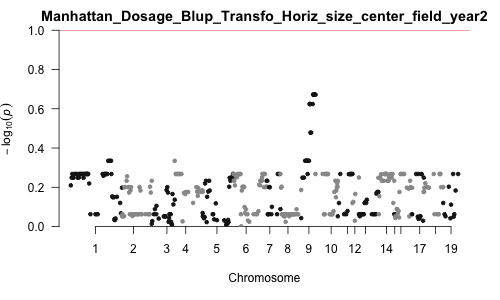 Manhattan_Dosage_Blup_Transfo_Horiz_size_center_field_year2
1.0
0.8
0.6
0.4
0.2
0.0
− log10(p)
1 2 3 4 5 6 7 8 9 10 12 14 17 19
Chromosome